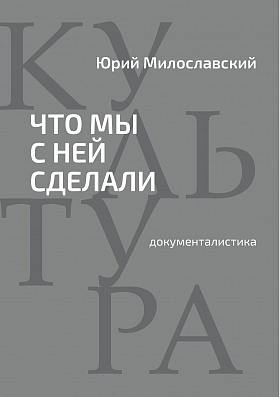 Юрий Милославский
КУ
ЛЬ
ТУ
РА
ЧТО МЫ
С НЕЙ
СДЕЛАЛИ
документалистика